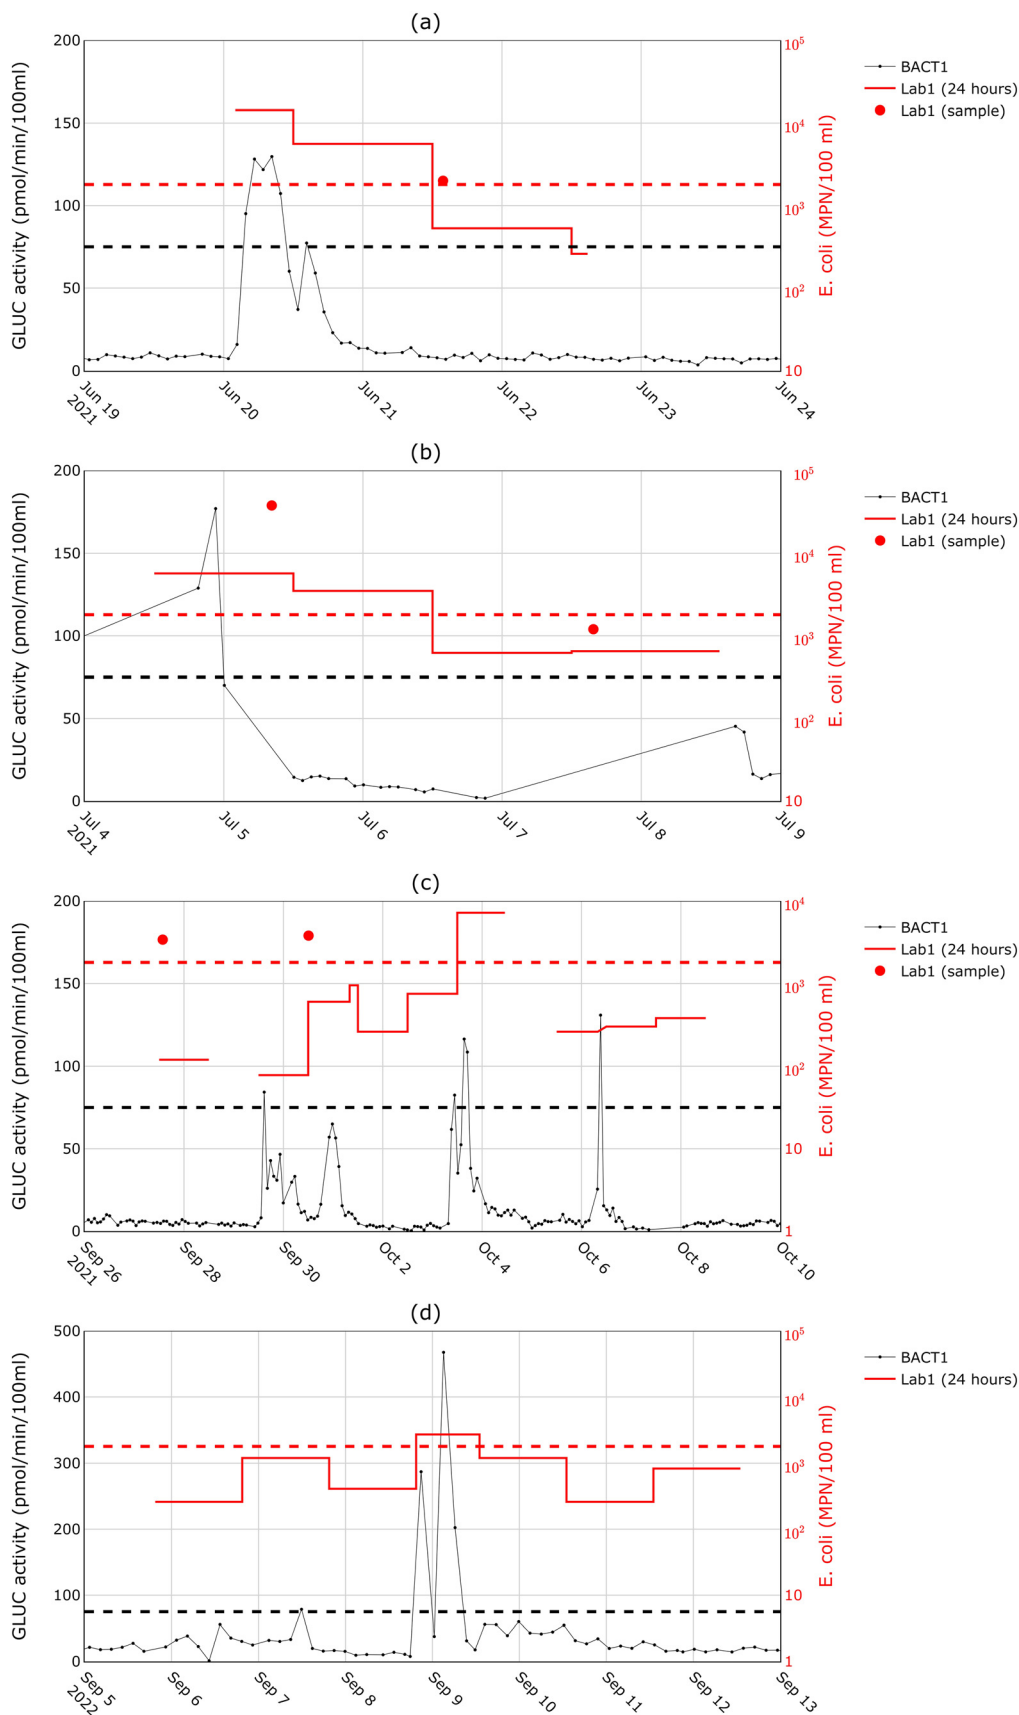 (a)
GLUC activity (pmol/min/100ml)
200
150
100
50
0
10⁵
10⁴
10³
10²
10
E. coli (MPN/100 ml)
BACT1
Lab1 (24 hours)
Lab1 (sample)
Jun 19
2021
Jun 20
Jun 21
Jun 22
Jun 23
Jun 24
(b)
GLUC activity (pmol/min/100ml)
200
150
100
50
0
10⁵
10⁴
10³
10²
10
E. coli (MPN/100 ml)
BACT1
Lab1 (24 hours)
Lab1 (sample)
Jul 4
2021
Jul 5
Jul 6
Jul 7
Jul 8
Jul 9
(c)
GLUC activity (pmol/min/100ml)
200
150
100
50
0
10⁴
10³
10²
10
1
E. coli (MPN/100 ml)
BACT1
Lab1 (24 hours)
Lab1 (sample)
Sep 26
2021
Sep 28
Sep 30
Oct 2
Oct 4
Oct 6
Oct 8
Oct 10
(d)
GLUC activity (pmol/min/100ml)
500
400
300
200
100
0
10⁵
10⁴
10³
10²
10
1
E. coli (MPN/100 ml)
BACT1
Lab1 (24 hours)
Sep 5
2022
Sep 6
Sep 7
Sep 8
Sep 9
Sep 10
Sep 11
Sep 12
Sep 13